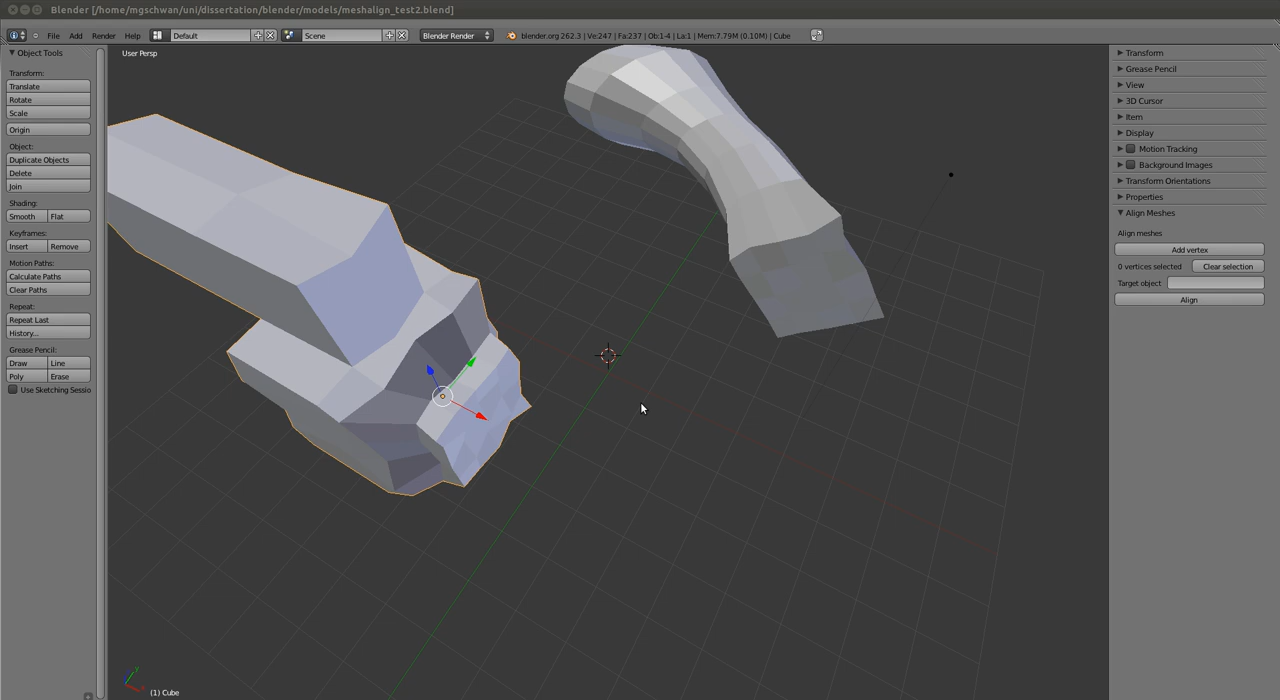 Blender [/home/mgschwan/uni/dissertation/blender/models/meshalign_test2.blend]
File Add Render Help Default Scene Blender Render blender.org 262.3 | Ve:247 | Fa:237 | Ob:1-4 | La:1 | Mem:7.79M (0.10M) | Cube
Object Tools
Transform:
Translate
Rotate
Scale
Origin
Object:
Duplicate Objects
Delete
Join
Shading:
Smooth Flat
Keyframes:
Insert Remove
Motion Paths:
Calculate Paths
Clear Paths
Repeat:
Repeat Last
History...
Grease Pencil:
Draw Line
Poly Erase
Use Sketching Sessio
User Persp
y
x
(1) Cube
Transform
Grease Pencil
View
3D Cursor
Item
Display
Motion Tracking
Background Images
Transform Orientations
Properties
Align Meshes
Align meshes
Add vertex
0 vertices selected Clear selection
Target object
Align